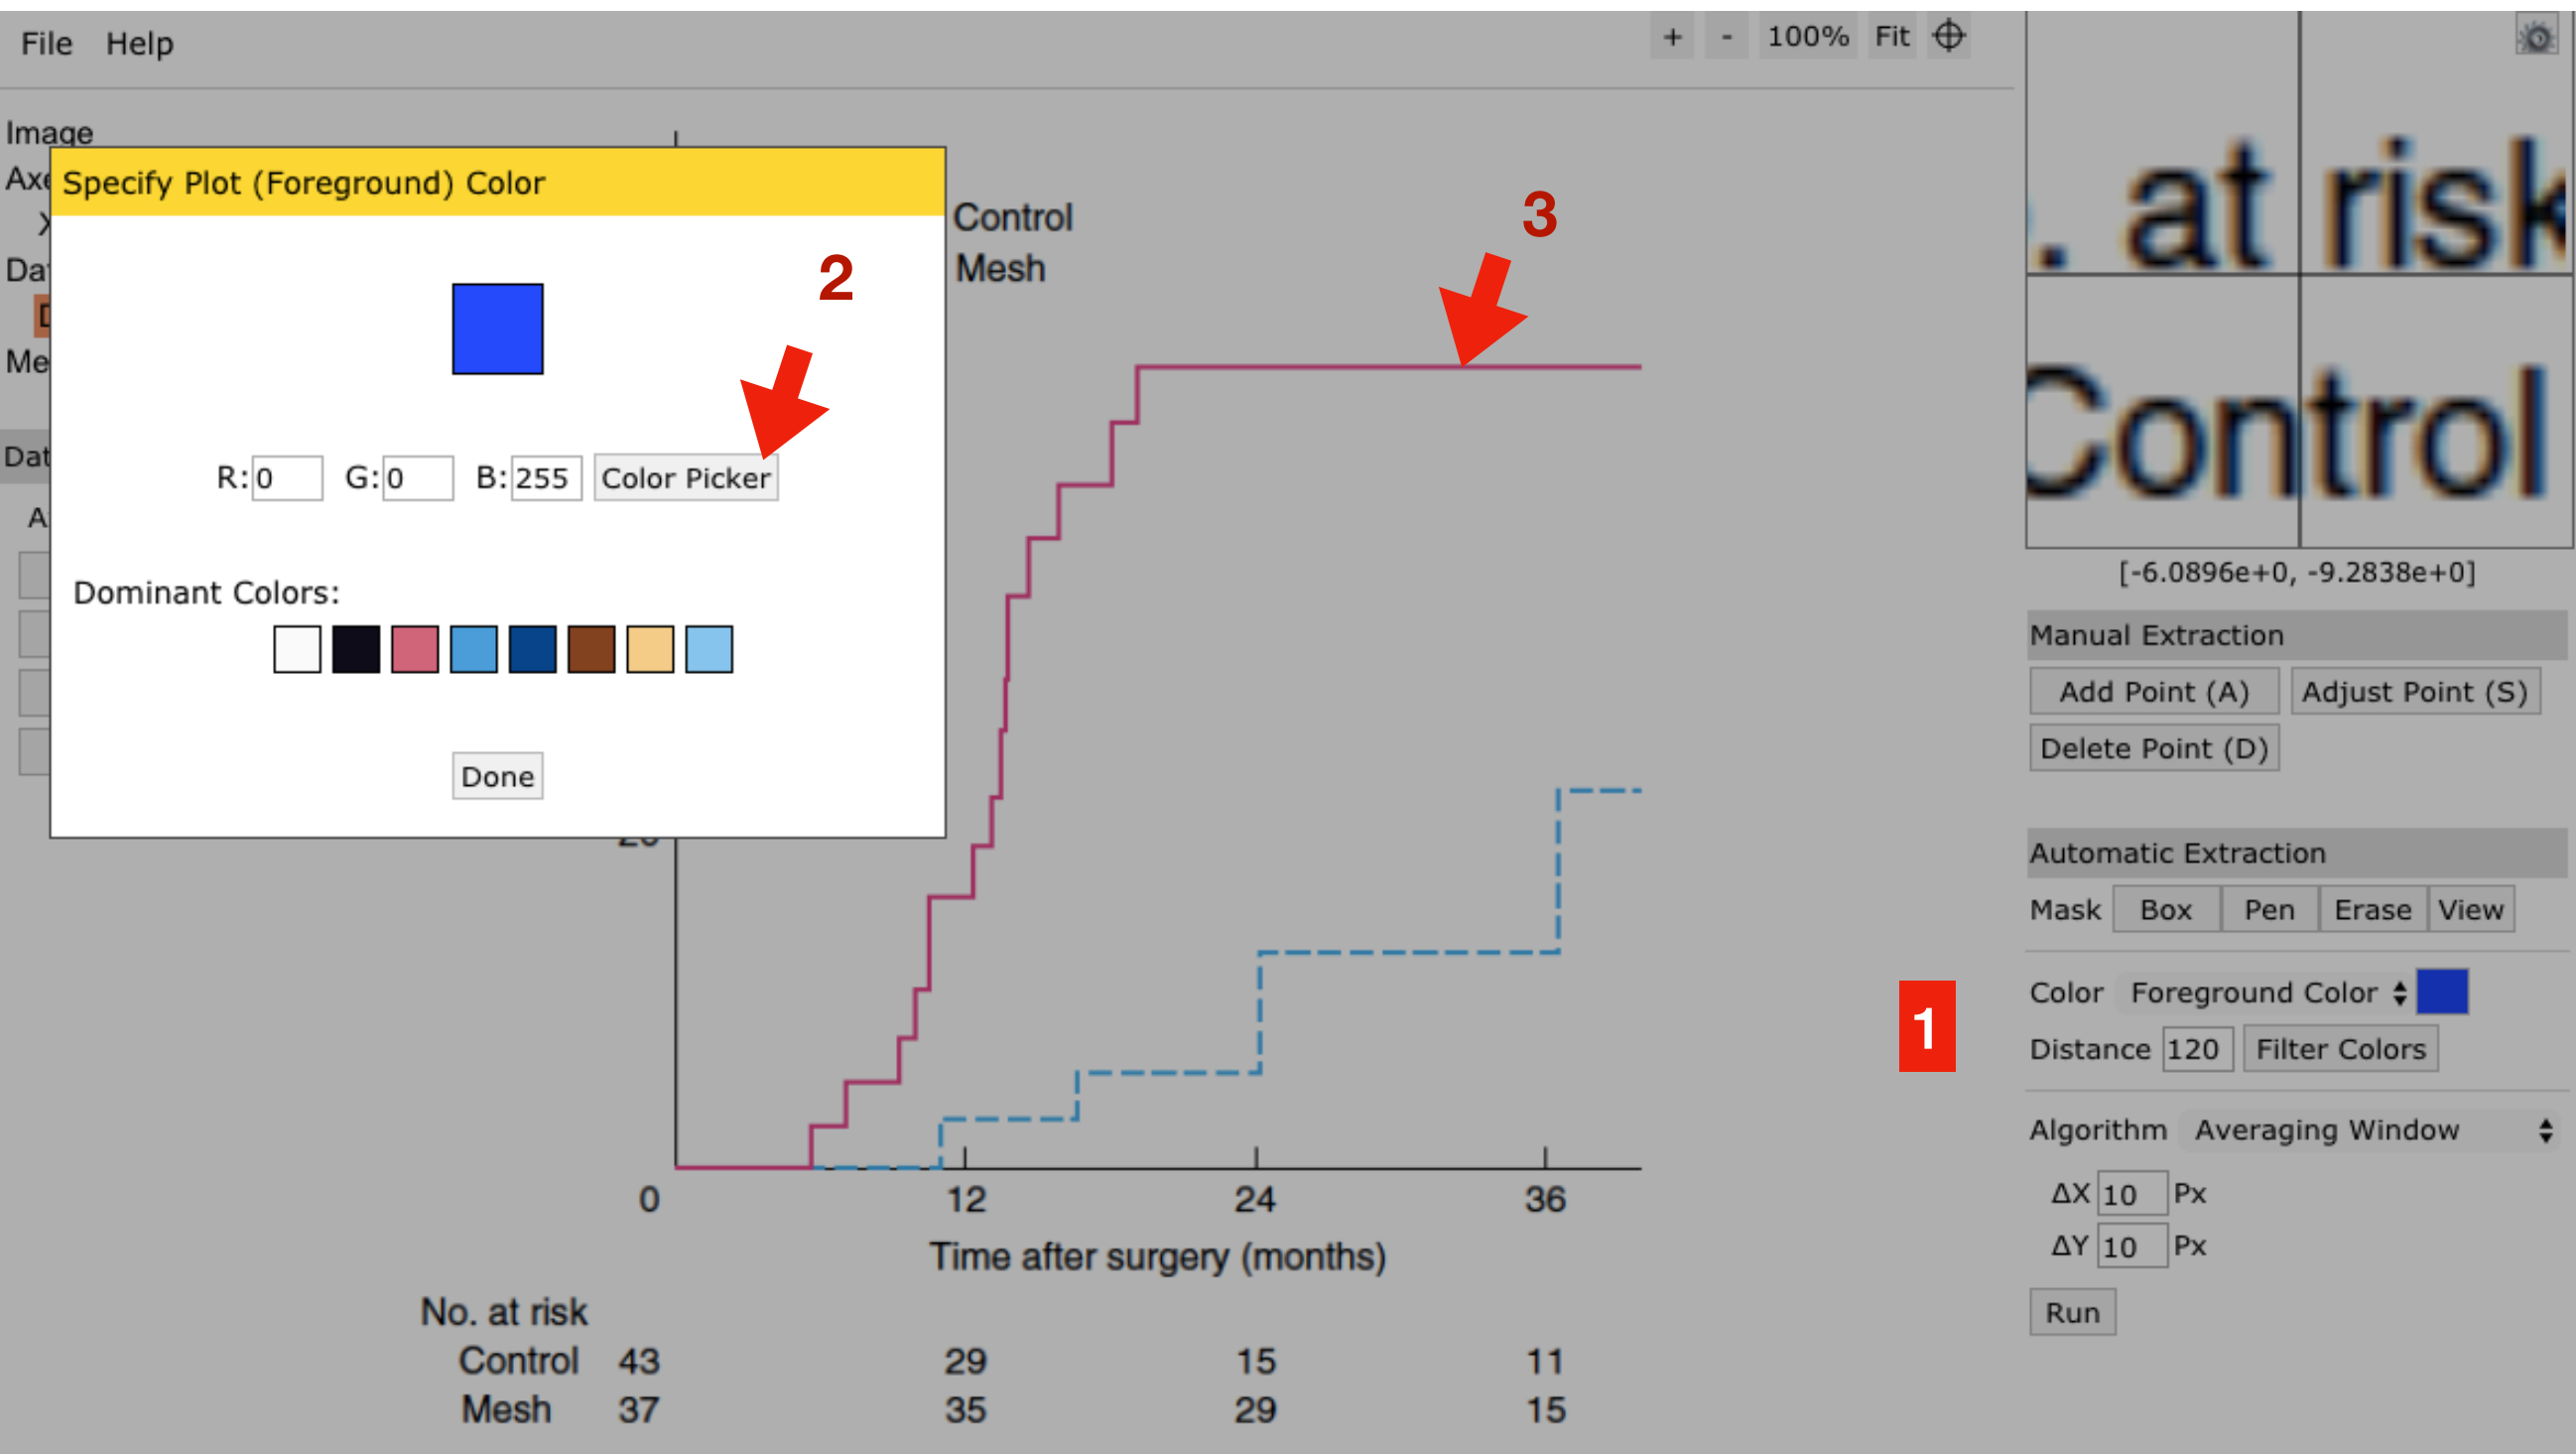 File Help
+ - 100% Fit
Image
Axe
Specify Plot (Foreground) Color
X
Da
Me
Dat
A
2
R: 0 G: 0 B: 255 Color Picker
Dominant Colors:
Done
Control
Mesh
3
20
0 12 24 36
Time after surgery (months)
No. at risk
Control 43 29 15 11
Mesh 37 35 29 15
. at risk
Control
[-6.0896e+0, -9.2838e+0]
Manual Extraction
Add Point (A) Adjust Point (S)
Delete Point (D)
Automatic Extraction
Mask Box Pen Erase View
1
Color Foreground Color
Distance 120 Filter Colors
Algorithm Averaging Window
ΔX 10 Px
ΔY 10 Px
Run